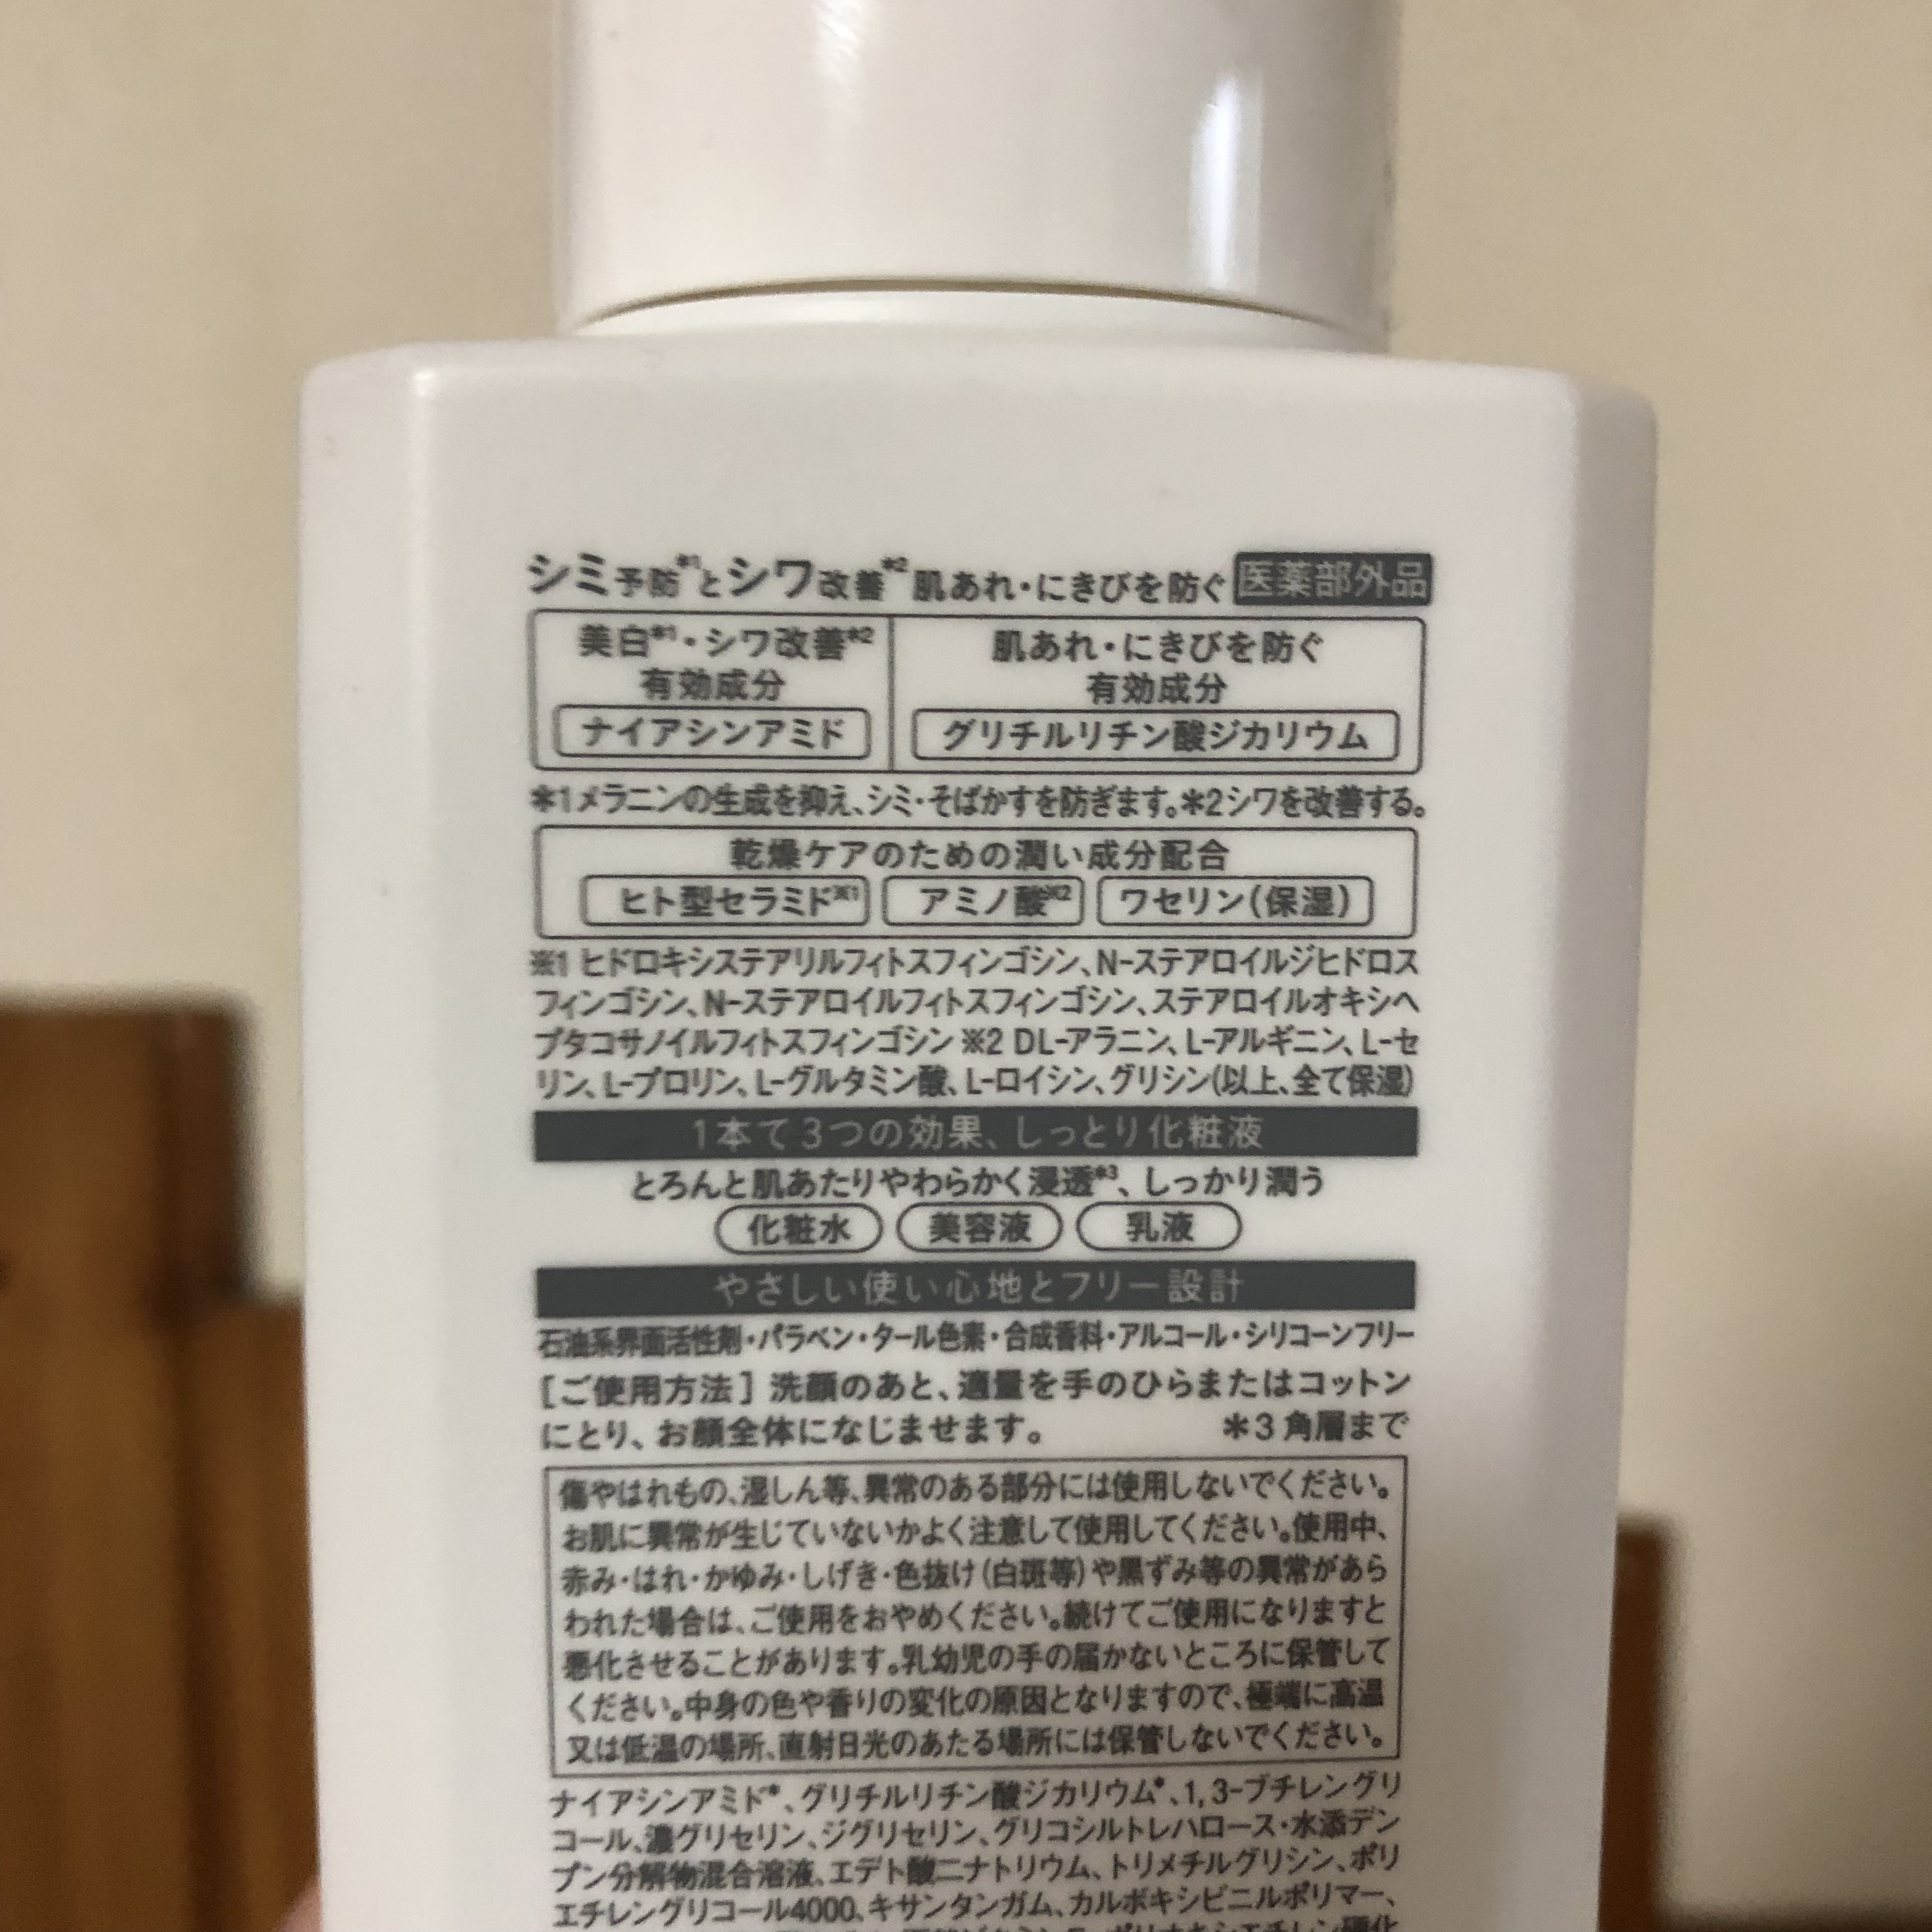 シミ予防*1とシワ改善*2 肌あれ・にきびを防ぐ 医薬部外品
美白*1・シワ改善*2
有効成分
ナイアシンアミド
肌あれ・にきびを防ぐ
有効成分
グリチルリチン酸ジカリウム
*1メラニンの生成を抑え、シミ・そばかすを防ぎます。*2シワを改善する。
乾燥ケアのための潤い成分配合
ヒト型セラミド※1 アミノ酸※2 ワセリン(保湿)
※1 ヒドロキシステアリルフィトスフィンゴシン、N-ステアロイルジヒドロス
フィンゴシン、N-ステアロイルフィトスフィンゴシン、ステアロイルオキシヘ
プタコサノイルフィトスフィンゴシン ※2 DL-アラニン、L-アルギニン、L-セ
リン、L-プロリン、L-グルタミン酸、L-ロイシン、グリシン(以上、全て保湿)
1本で3つの効果、しっとり化粧液
とろんと肌あたりやわらかく浸透*3、しっかり潤う
化粧水 美容液 乳液
やさしい使い心地とフリー設計
石油系界面活性剤・パラベン・タール色素・合成香料・アルコール・シリコーンフリー
[ご使用方法] 洗顔のあと、適量を手のひらまたはコットン
にとり、お顔全体になじませます。 *3 角層まで
傷やはれもの、湿しん等、異常のある部分には使用しないでください。
お肌に異常が生じていないかよく注意して使用してください。使用中、
赤み・はれ・かゆみ・しげき・色抜け(白斑等)や黒ずみ等の異常があら
われた場合は、ご使用をおやめください。続けてご使用になりますと
悪化させることがあります。乳幼児の手の届かないところに保管して
ください。中身の色や香りの変化の原因となりますので、極端に高温
又は低温の場所、直射日光のあたる場所には保管しないでください。
ナイアシンアミド*、グリチルリチン酸ジカリウム*、1,3-ブチレングリ
コール、濃グリセリン、ジグリセリン、グリコシルトレハロース・水添デン
プン分解物混合溶液、エデト酸二ナトリウム、トリメチルグリシン、ポリ
エチレングリコール4000、キサンタンガム、カルボキシビニルポリマー、